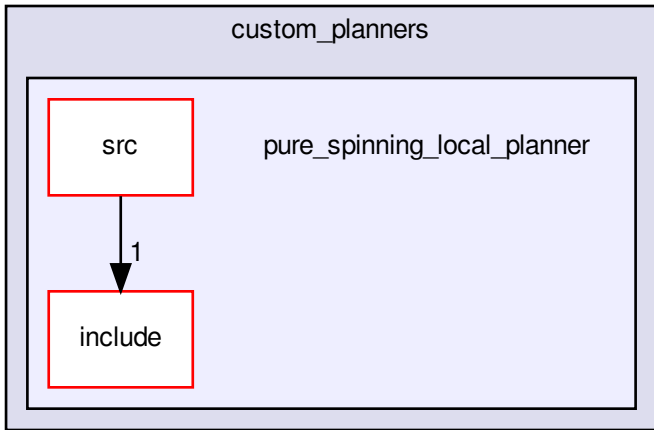 custom_planners
src
pure_spinning_local_planner
1
include